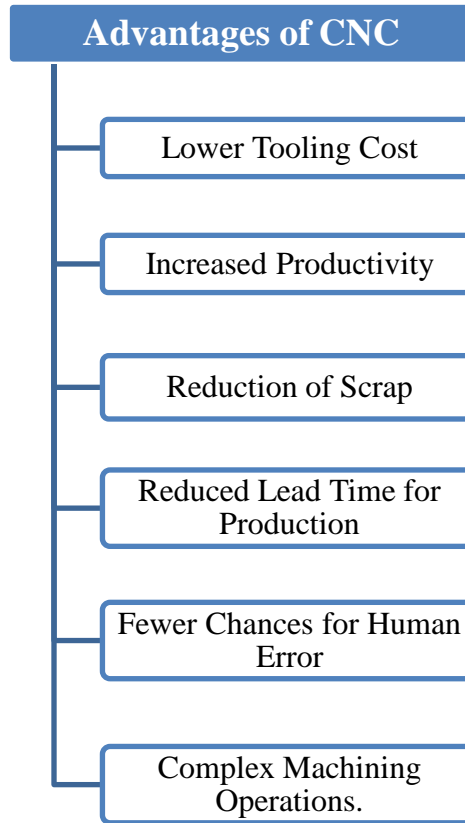 Advantages of CNC
Lower Tooling Cost
Increased Productivity
Reduction of Scrap
Reduced Lead Time for
Production
Fewer Chances for Human
Error
Complex Machining
Operations.